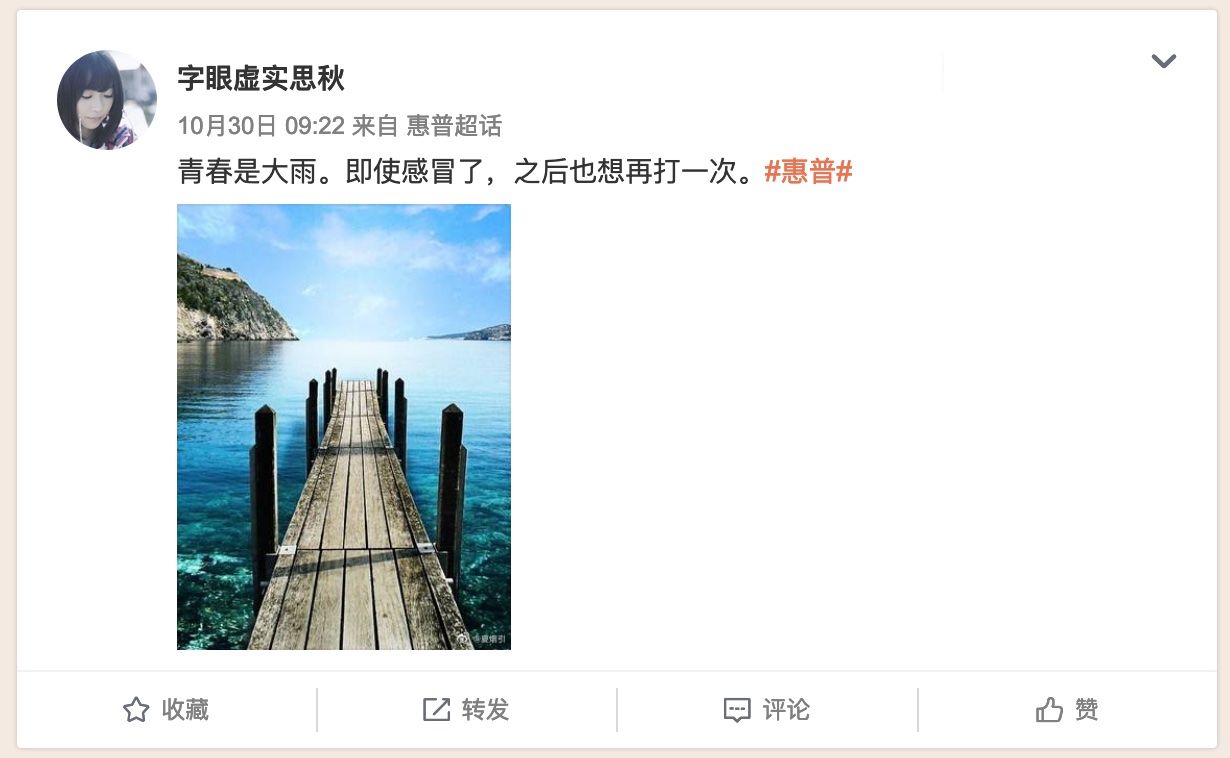 字眼虚实思秋
10月30日 09:22 来自 惠普超话
青春是大雨。即使感冒了，之后也想再打一次。#惠普#
收藏
转发
评论
赞